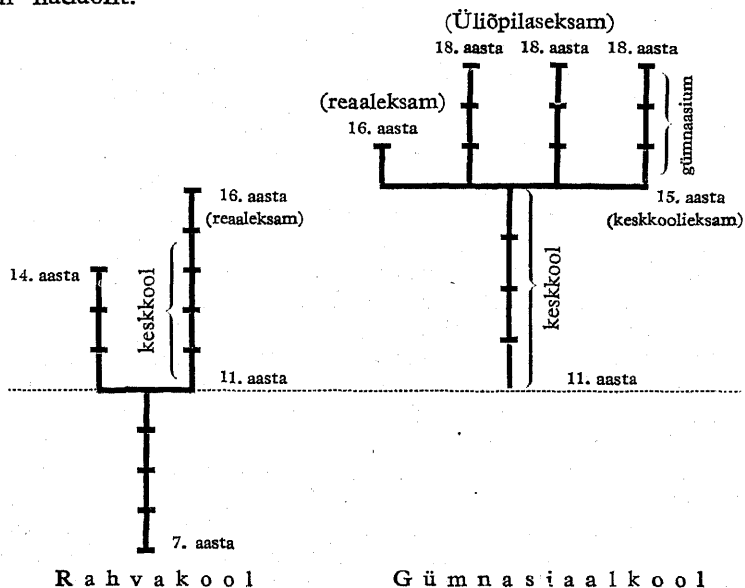 (Üliõpilaseksam)
18. aasta 18. aasta 18. aasta
gümnaasium
(reaaleksam)
16. aasta
15. aasta
(keskkoolieksam)
16. aasta
(reaaleksam)
14. aasta
keskkool
keskkool
11. aasta
11. aasta
7. aasta
Rahvakool
Gümnasiaalkool